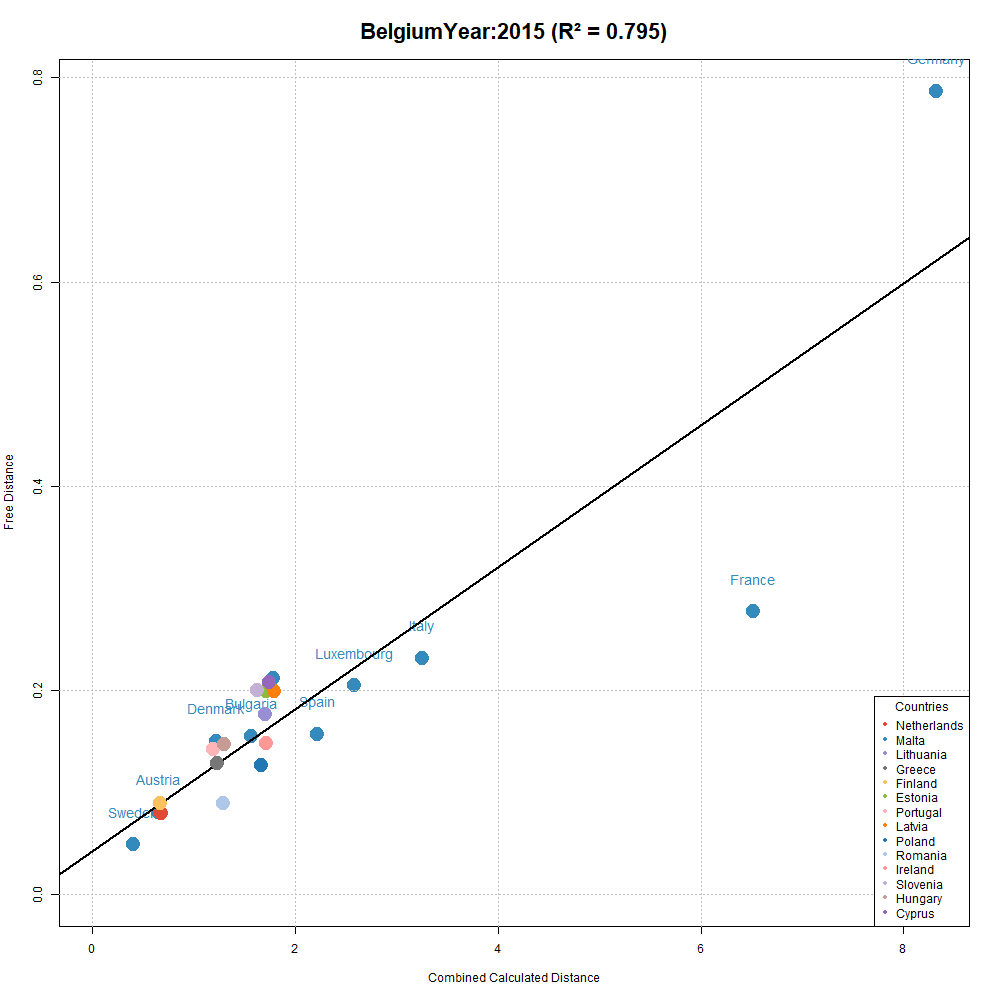 BelgiumYear:2015 (R² = 0.795)
Germany
0.8
0.6
0.4
0.2
0.0
Free Distance
France
Italy
Luxembourg
Spain
Bulgaria
Denmark
Austria
Sweden
Countries
Netherlands
Malta
Lithuania
Greece
Finland
Estonia
Portugal
Latvia
Poland
Romania
Ireland
Slovenia
Hungary
Cyprus
0 2 4 6 8
Combined Calculated Distance